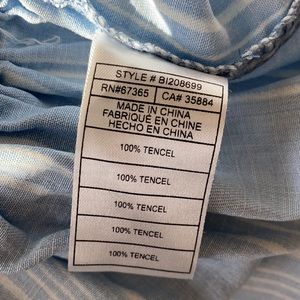 STYLE # BI208699
RN#67365 CA# 35884
MADE IN CHINA
FABRIQUÉ EN CHINE
HECHO EN CHINA
100% TENCEL
100% TENCEL
100% TENCEL
100% TENCEL
100% TENCEL